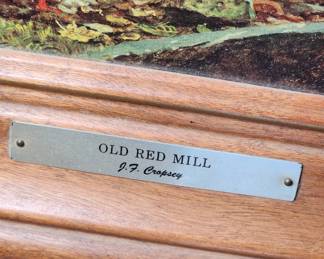 OLD RED MILL
J.F. Cropsey